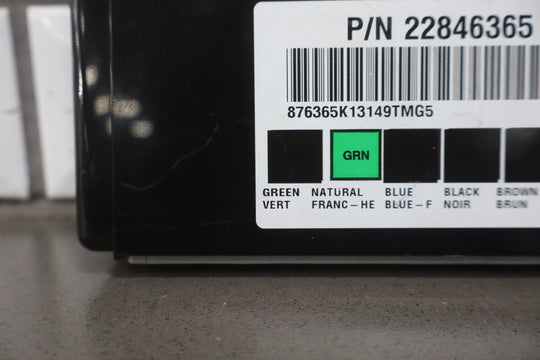 P/N 22846365
876365K13149TMG5
GRN
GREEN NATURAL BLUE BLACK BROWN
VERT FRANC-HE BLUE-F NOIR BRUN